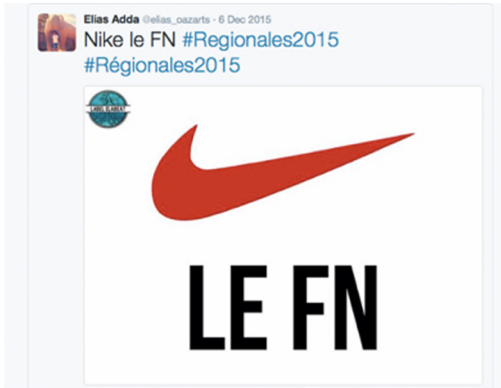 Elias Adda @elias_oazarts · 6 Dec 2015
Nike le FN #Regionales2015
#Régionales2015
LE FN